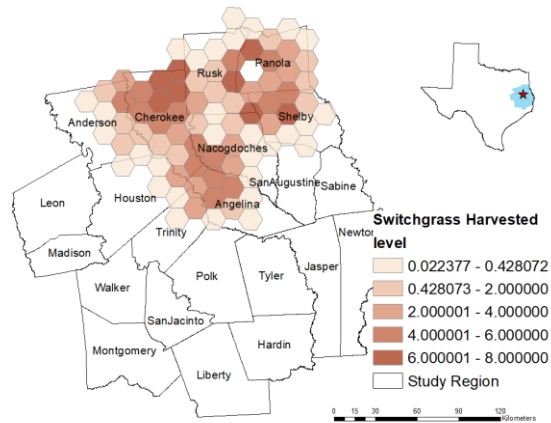 Rusk
Panola
Anderson
Cherokee
Shelby
Nacogdoches
Leon
Houston
SanAugustine
Sabine
Angelina
Trinity
Madison
Newto
Walker
Polk
Tyler
Jasper
SanJacinto
Montgomery
Hardin
Liberty
Switchgrass Harvested
level
0.022377 - 0.428072
0.428073 - 2.000000
2.000001 - 4.000000
4.000001 - 6.000000
6.000001 - 8.000000
Study Region
0 15 30 60 90 120
Kilometers